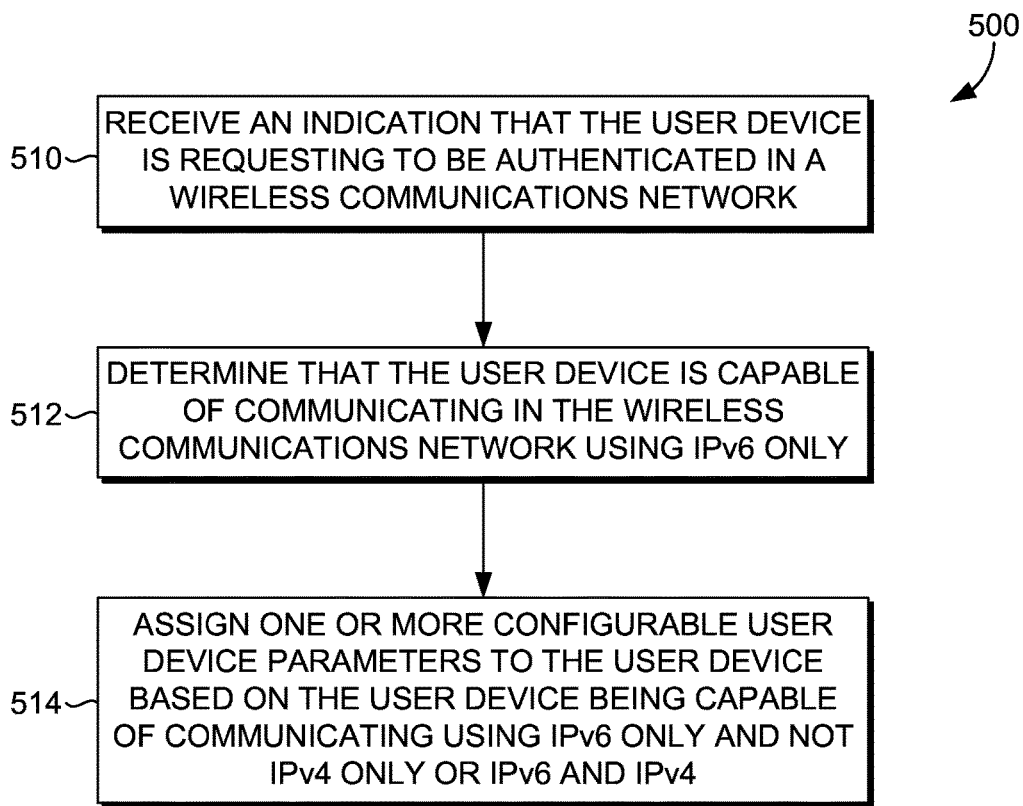 500
510
RECEIVE AN INDICATION THAT THE USER DEVICE
IS REQUESTING TO BE AUTHENTICATED IN A
WIRELESS COMMUNICATIONS NETWORK
512
DETERMINE THAT THE USER DEVICE IS CAPABLE
OF COMMUNICATING IN THE WIRELESS
COMMUNICATIONS NETWORK USING IPv6 ONLY
514
ASSIGN ONE OR MORE CONFIGURABLE USER
DEVICE PARAMETERS TO THE USER DEVICE
BASED ON THE USER DEVICE BEING CAPABLE
OF COMMUNICATING USING IPv6 ONLY AND NOT
IPv4 ONLY OR IPv6 AND IPv4